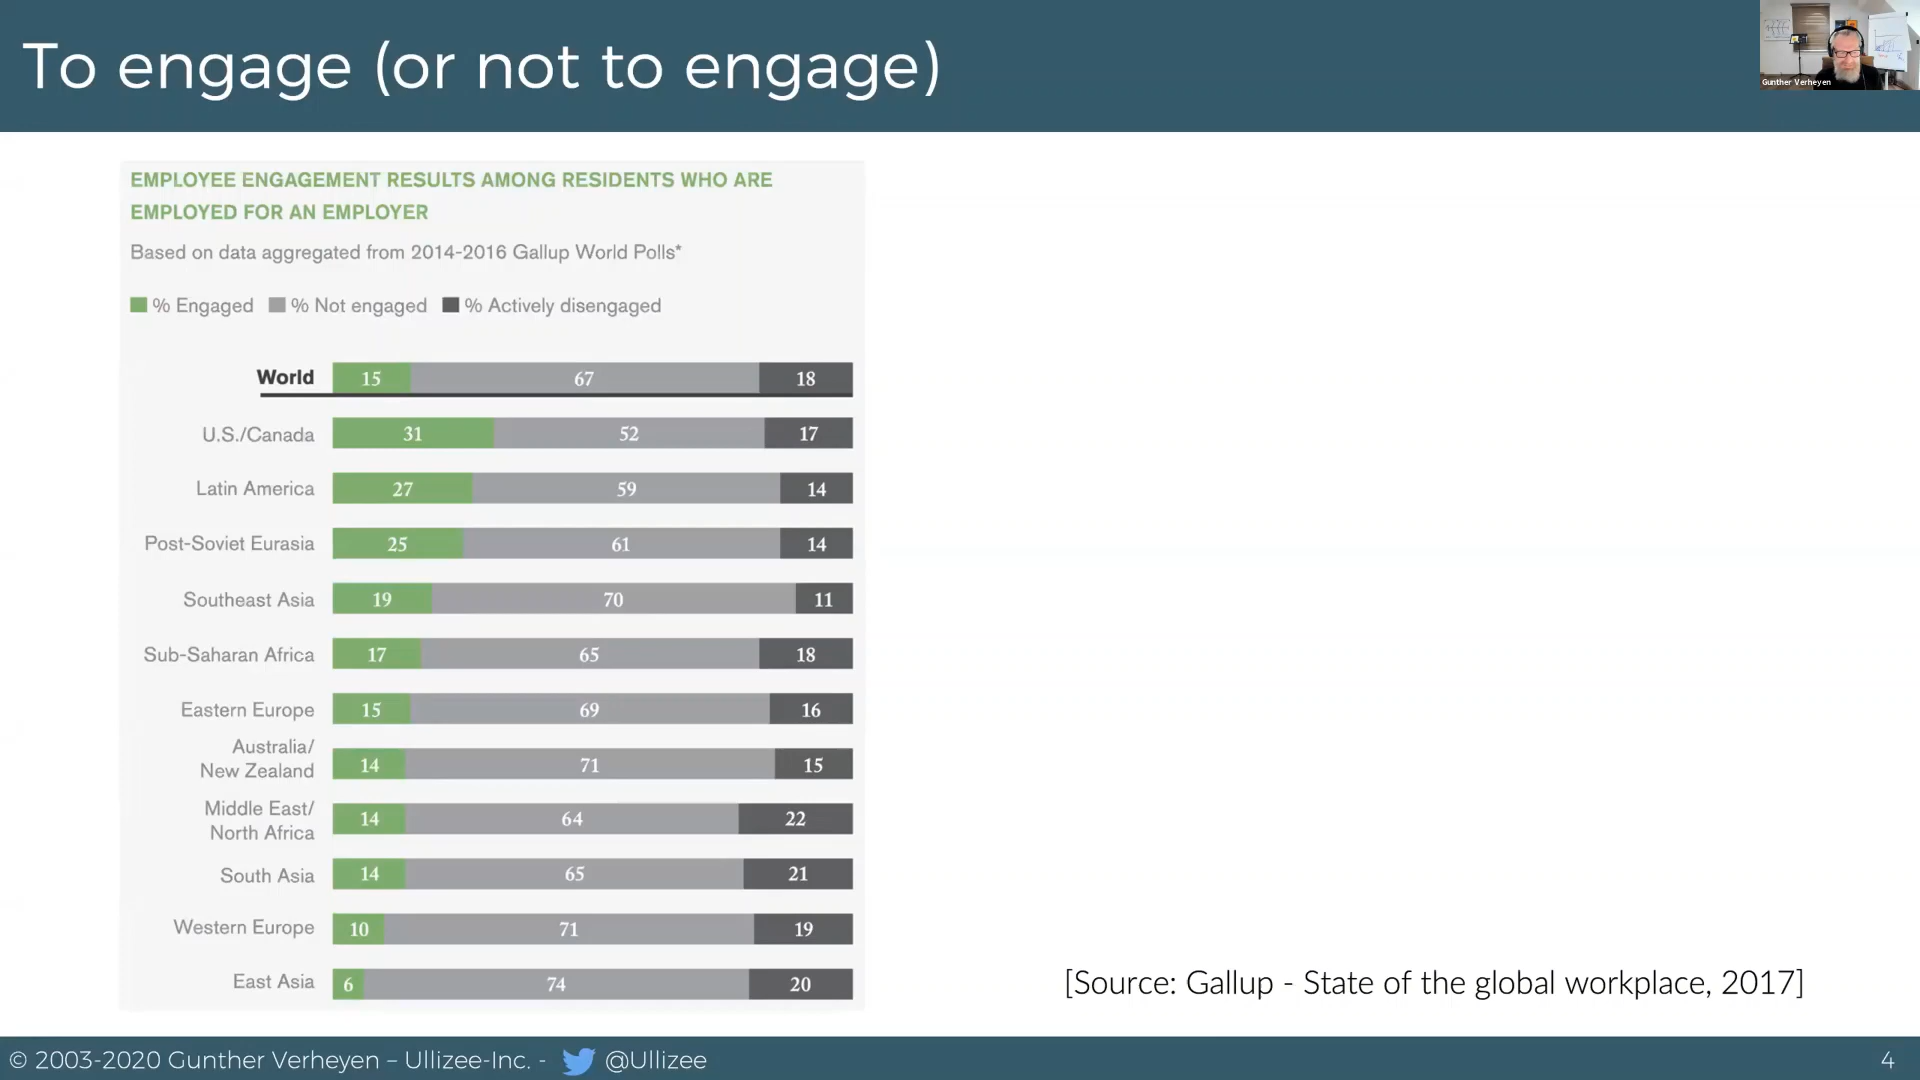 To engage (or not to engage)
Gunther Verheyen
EMPLOYEE ENGAGEMENT RESULTS AMONG RESIDENTS WHO ARE
EMPLOYED FOR AN EMPLOYER
Based on data aggregated from 2014-2016 Gallup World Polls*
% Engaged % Not engaged % Actively disengaged
World 15 67 18
U.S./Canada 31 52 17
Latin America 27 59 14
Post-Soviet Eurasia 25 61 14
Southeast Asia 19 70 11
Sub-Saharan Africa 17 65 18
Eastern Europe 15 69 16
Australia/
New Zealand 14 71 15
Middle East/
North Africa 14 64 22
South Asia 14 65 21
Western Europe 10 71 19
East Asia 6 74 20
[Source: Gallup - State of the global workplace, 2017]
© 2003-2020 Gunther Verheyen – Ullizee-Inc. - @Ullizee
4